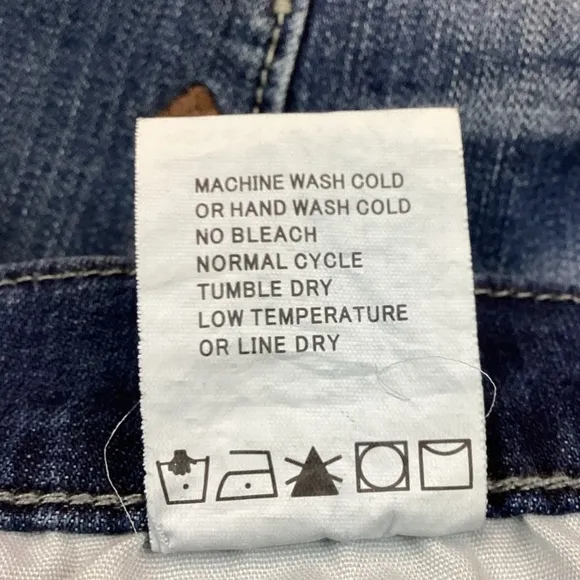 MACHINE WASH COLD
OR HAND WASH COLD
NO BLEACH
NORMAL CYCLE
TUMBLE DRY
LOW TEMPERATURE
OR LINE DRY